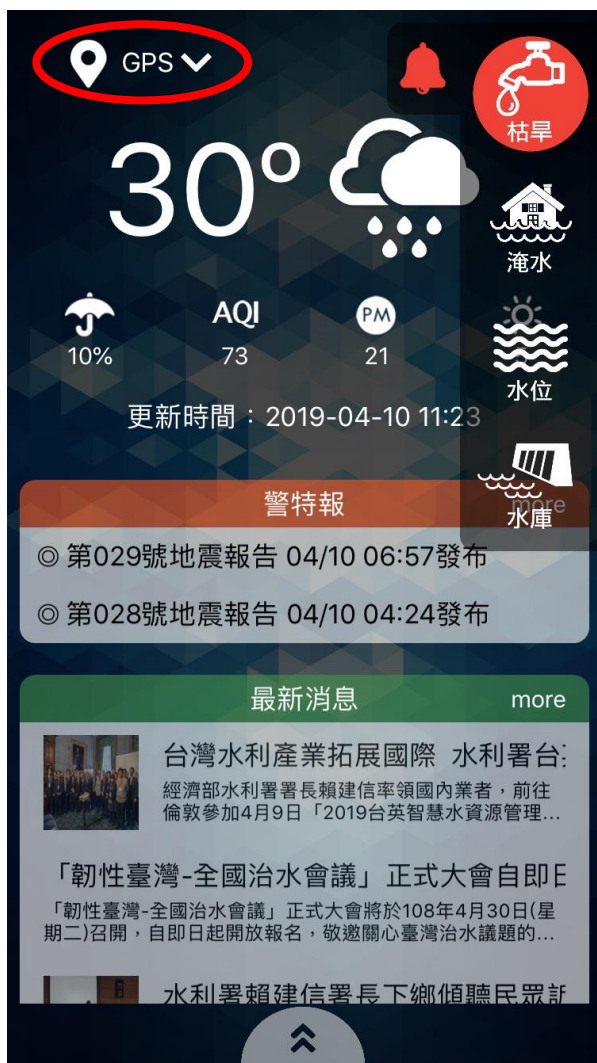 GPS
枯旱
30°
淹水
AQI
PM
10%
73
21
水位
更新時間：2019-04-10 11:23
水庫
警特報
more
◎ 第029號地震報告 04/10 06:57發布
◎ 第028號地震報告 04/10 04:24發布
最新消息
more
台灣水利產業拓展國際 水利署台
經濟部水利署署長賴建信率領國內業者，前往
倫敦參加4月9日「2019台英智慧水資源管理...
「韌性臺灣-全國治水會議」正式大會自即日
「韌性臺灣-全國治水會議」正式大會將於108年4月30日(星
期二)召開，自即日起開放報名，敬邀關心臺灣治水議題的...
水利署賴建信署長下鄉傾聽民眾